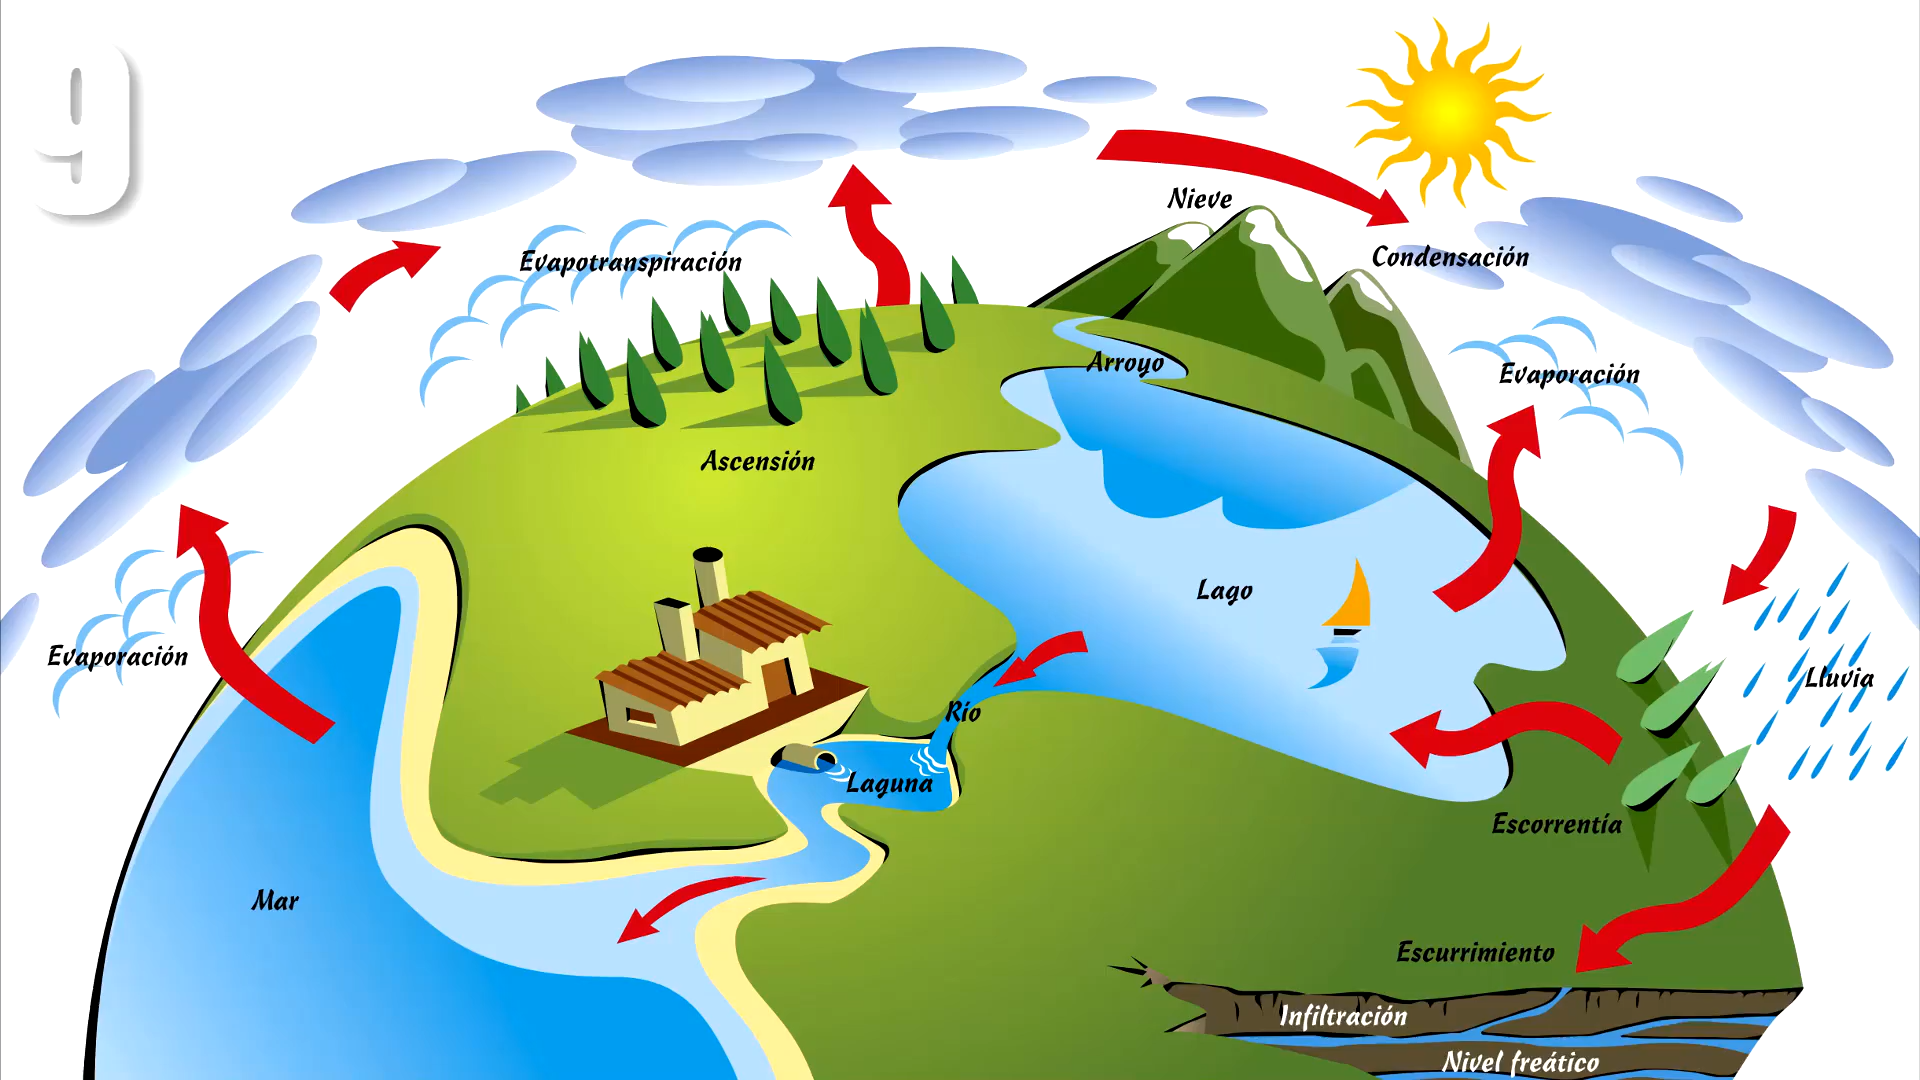 9
Nieve
Evapotranspiración
Condensación
Arroyo
Evaporación
Ascensión
Lago
Evaporación
Lluvia
Río
Laguna
Escorrentía
Mar
Escurrimiento
Infiltración
Nivel freático